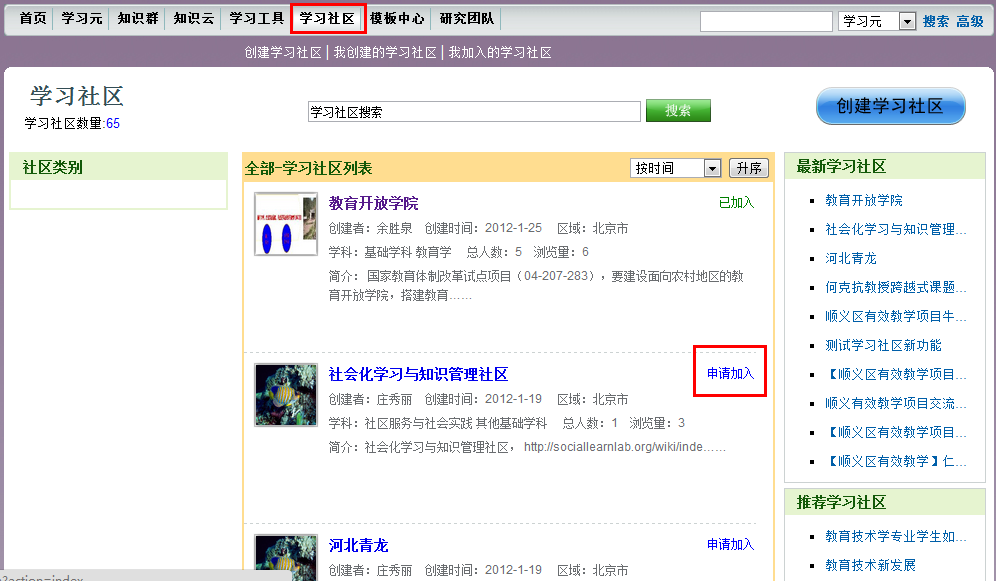 首页 学习元 知识群 知识云 学习工具 学习社区 模板中心 研究团队 学习元 搜索 高级
创建学习社区 | 我创建的学习社区 | 我加入的学习社区
学习社区
学习社区数量:65
学习社区搜索 搜索
创建学习社区
社区类别
全部-学习社区列表 按时间 升序
教育开放学院 已加入
创建者：余胜泉 创建时间：2012-1-25 区域：北京市
学科：基础学科 教育学 总人数：5 浏览量：6
简介： 国家教育体制改革试点项目（04-207-283），要建设面向农村地区的教
育开放学院，搭建教育……
社会化学习与知识管理社区 申请加入
创建者：庄秀丽 创建时间：2012-1-19 区域：北京市
学科：社区服务与社会实践 其他基础学科 总人数：1 浏览量：3
简介：社会化学习与知识管理社区， http://sociallearnlab.org/wiki/inde……
河北青龙 申请加入
创建者：庄秀丽 创建时间：2012-1-19 区域：北京市
最新学习社区
教育开放学院
社会化学习与知识管理...
河北青龙
何克抗教授跨越式课题...
顺义区有效教学项目牛...
测试学习社区新功能
【顺义区有效教学项目...
顺义有效教学项目交流...
【顺义区有效教学项目...
【顺义区有效教学】仁...
推荐学习社区
教育技术学专业学生如...
教育技术新发展
?action=index